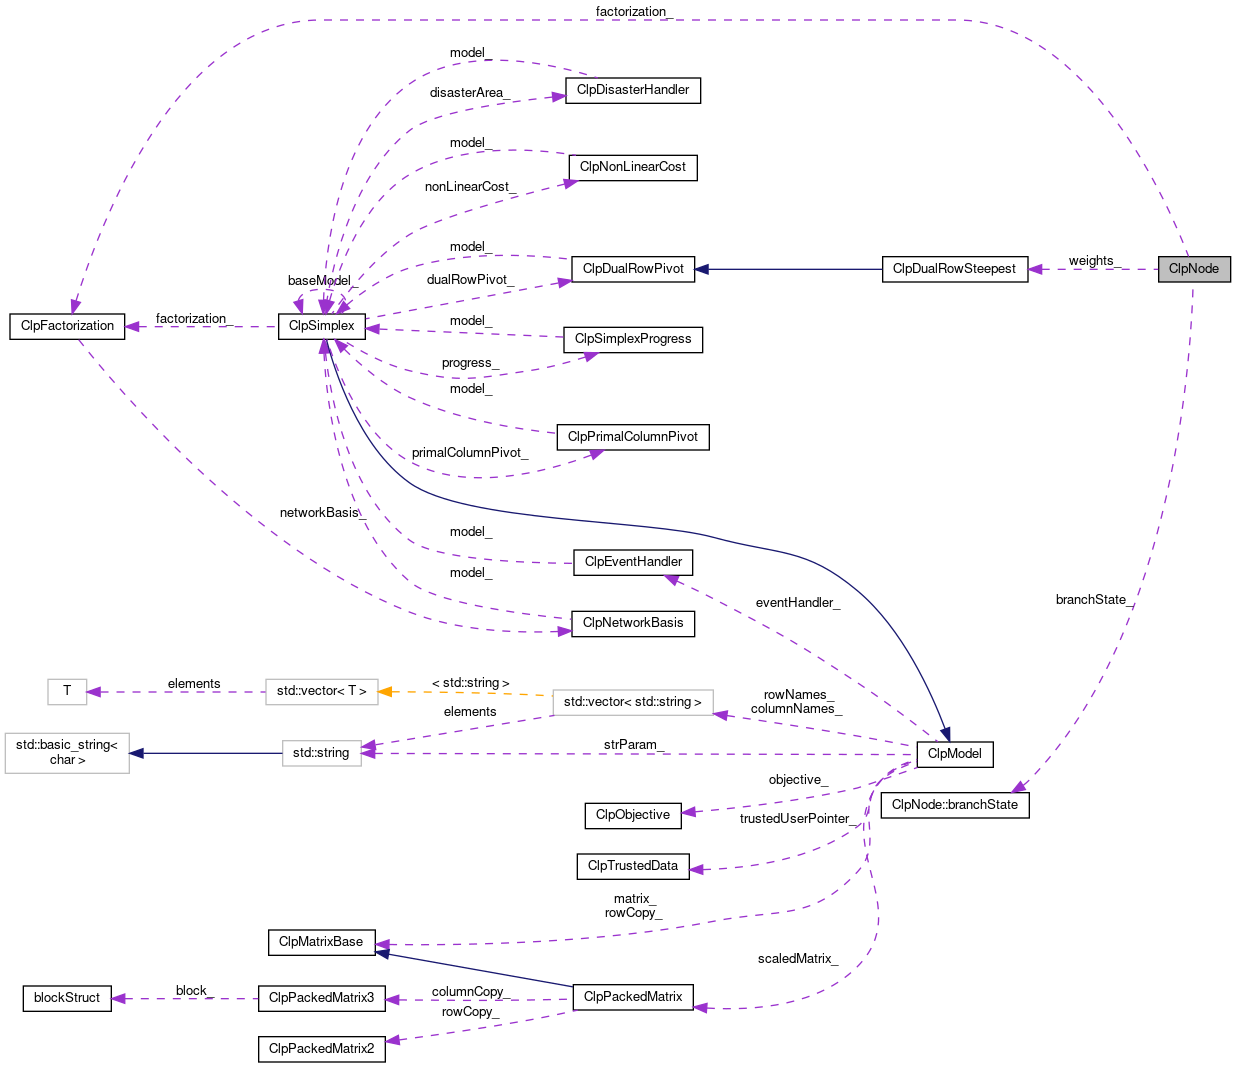 factorization_
model_
ClpDisasterHandler
disasterArea_
model_
ClpNonLinearCost
nonLinearCost_
model_
ClpDualRowPivot
ClpDualRowSteepest
weights_
ClpNode
baseModel_
dualRowPivot_
ClpFactorization
factorization_
ClpSimplex
model_
ClpSimplexProgress
progress_
model_
ClpPrimalColumnPivot
primalColumnPivot_
networkBasis_
model_
ClpEventHandler
model_
eventHandler_
branchState_
ClpNetworkBasis
T
elements
std::vector< T >
< std::string >
std::vector< std::string >
rowNames_
columnNames_
elements
std::basic_string<
char >
std::string
strParam_
ClpModel
objective_
ClpObjective
ClpNode::branchState
trustedUserPointer_
ClpTrustedData
matrix_
rowCopy_
ClpMatrixBase
scaledMatrix_
blockStruct
block_
ClpPackedMatrix3
columnCopy_
ClpPackedMatrix
rowCopy_
ClpPackedMatrix2